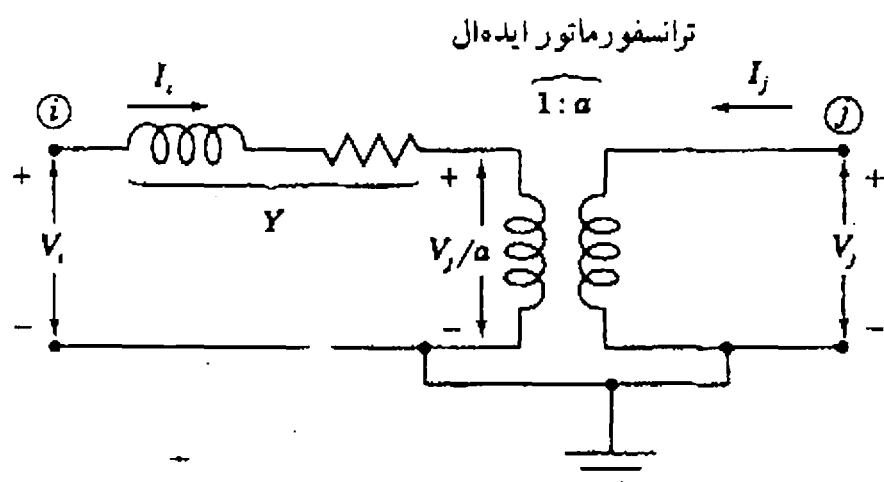 ترانسفورماتور ایده‌ال
1 : a
I_i
I_j
i
j
+
+
+
Y
V_i
V_j/a
V_j
−
−
−